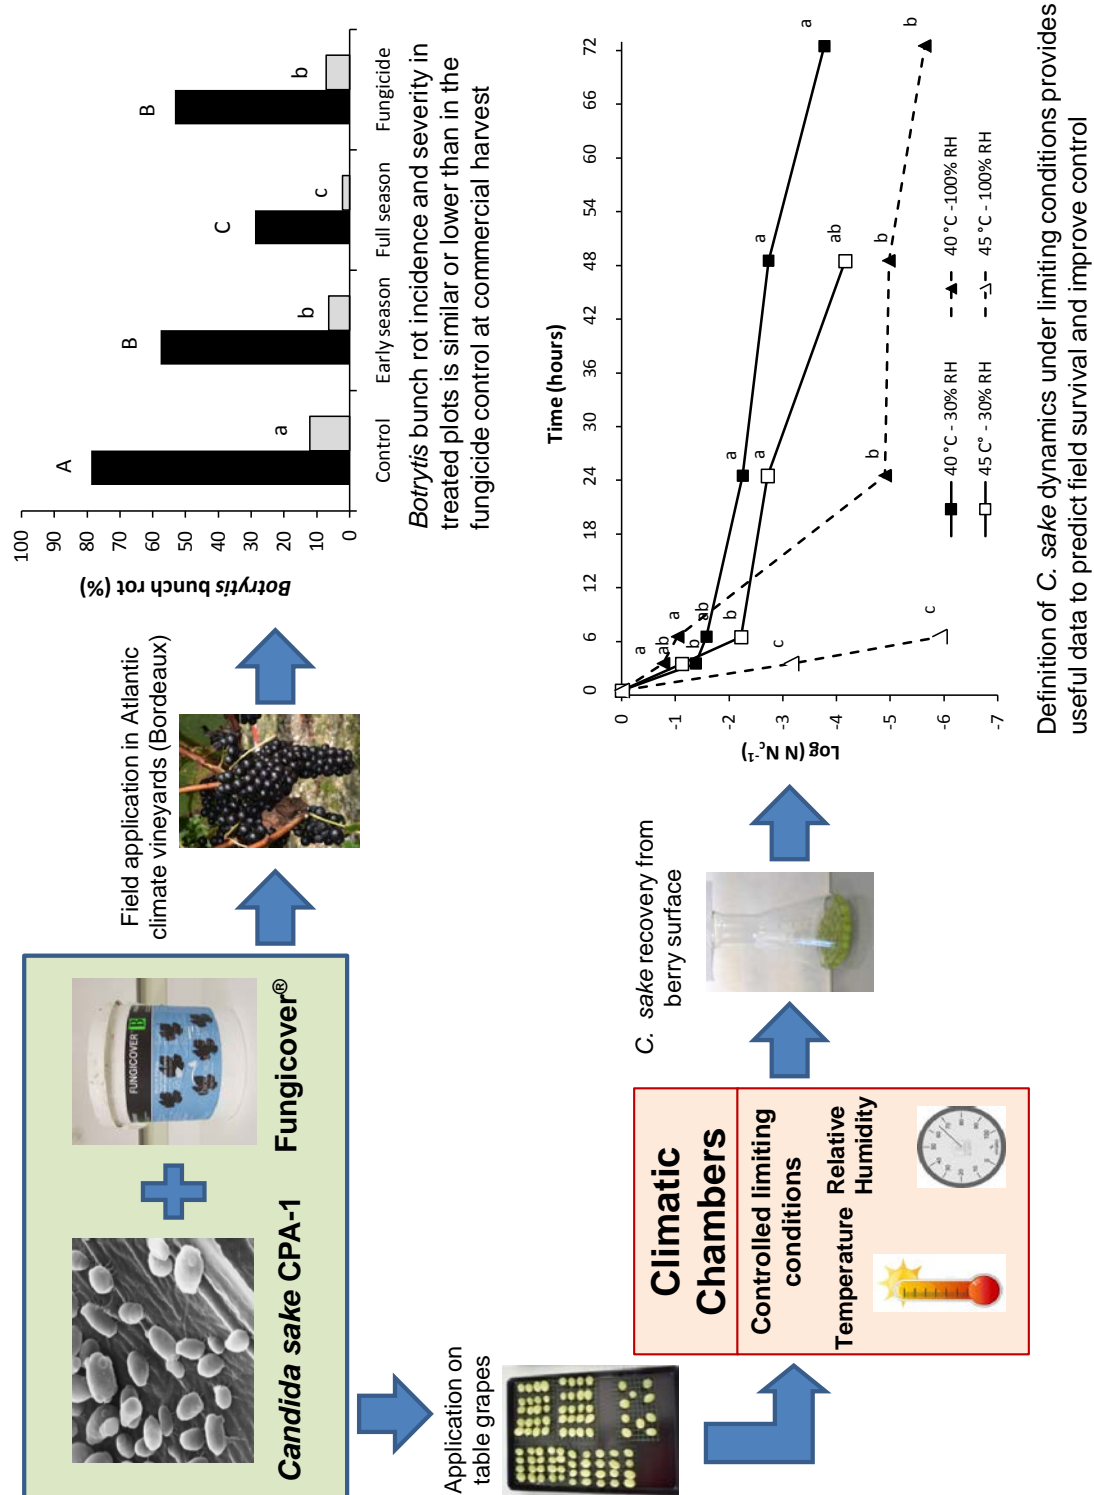 Candida sake CPA-1
Fungicover®
FUNGICOVER
Field application in Atlantic
climate vineyards (Bordeaux)
Botrytis bunch rot (%)
100
90
80
70
60
50
40
30
20
10
0
A
a
B
b
C
c
B
b
Control
Early season
Full season
Fungicide
Botrytis bunch rot incidence and severity in
treated plots is similar or lower than in the
fungicide control at commercial harvest
Application on
table grapes
Climatic
Chambers
Controlled limiting
conditions
Temperature
Relative
Humidity
C. sake recovery from
berry surface
Time (hours)
0
6
12
18
24
30
36
42
48
54
60
66
72
Log (N N₀⁻¹)
0
-1
-2
-3
-4
-5
-6
-7
a
ab
b
c
a
ab
b
c
a
a
b
a
ab
b
a
b
40 °C - 30% RH
40 °C -100% RH
45 C° - 30% RH
45 °C - 100% RH
Definition of C. sake dynamics under limiting conditions provides
useful data to predict field survival and improve control